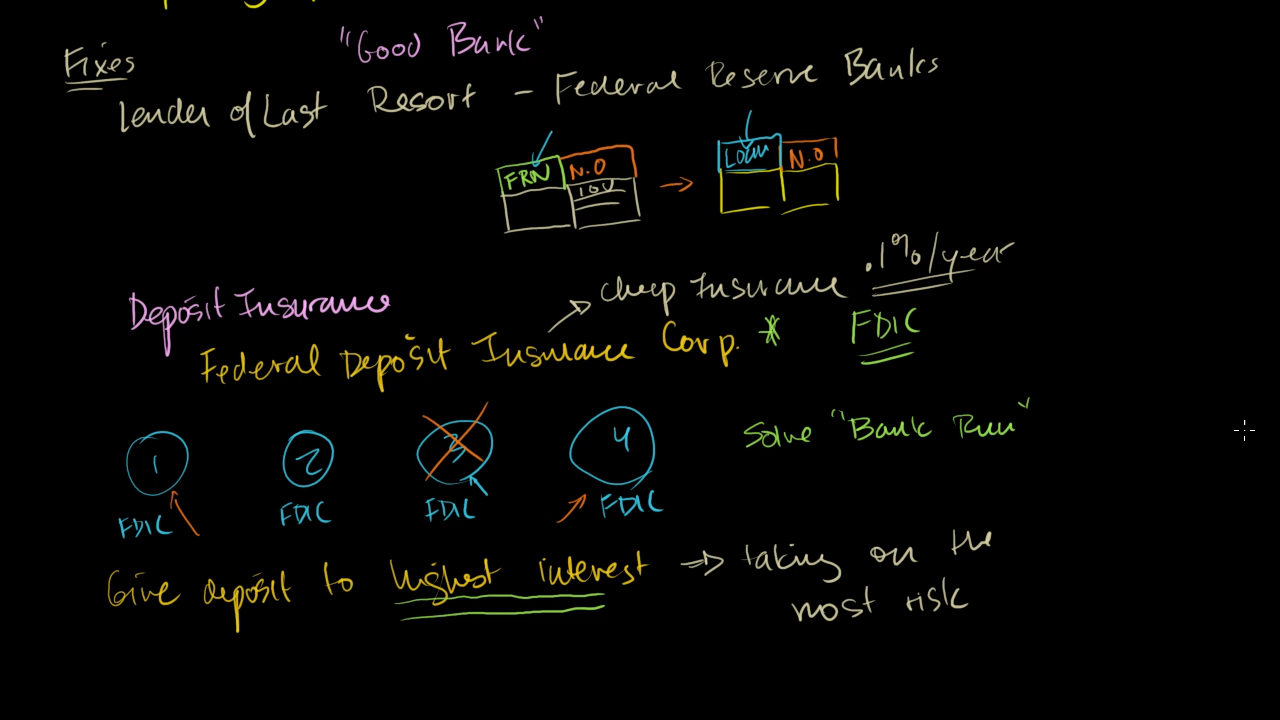 Fixes
"Good Bank"
Lender of Last Resort - Federal Reserve Banks
FRN N.O → Loan N.O
IOU
Deposit Insurance
→ Cheap Insurance .1%/year
Federal Deposit Insurance Corp. * FDIC
1 2 3 4
Solve "Bank Run"
FDIC FDIC FDIC FDIC
Give deposit to highest interest ⇒ taking on the
most risk